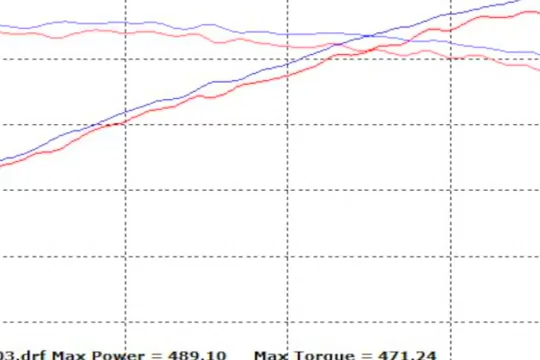 03.drf Max Power = 489.10 Max Torque = 471.24